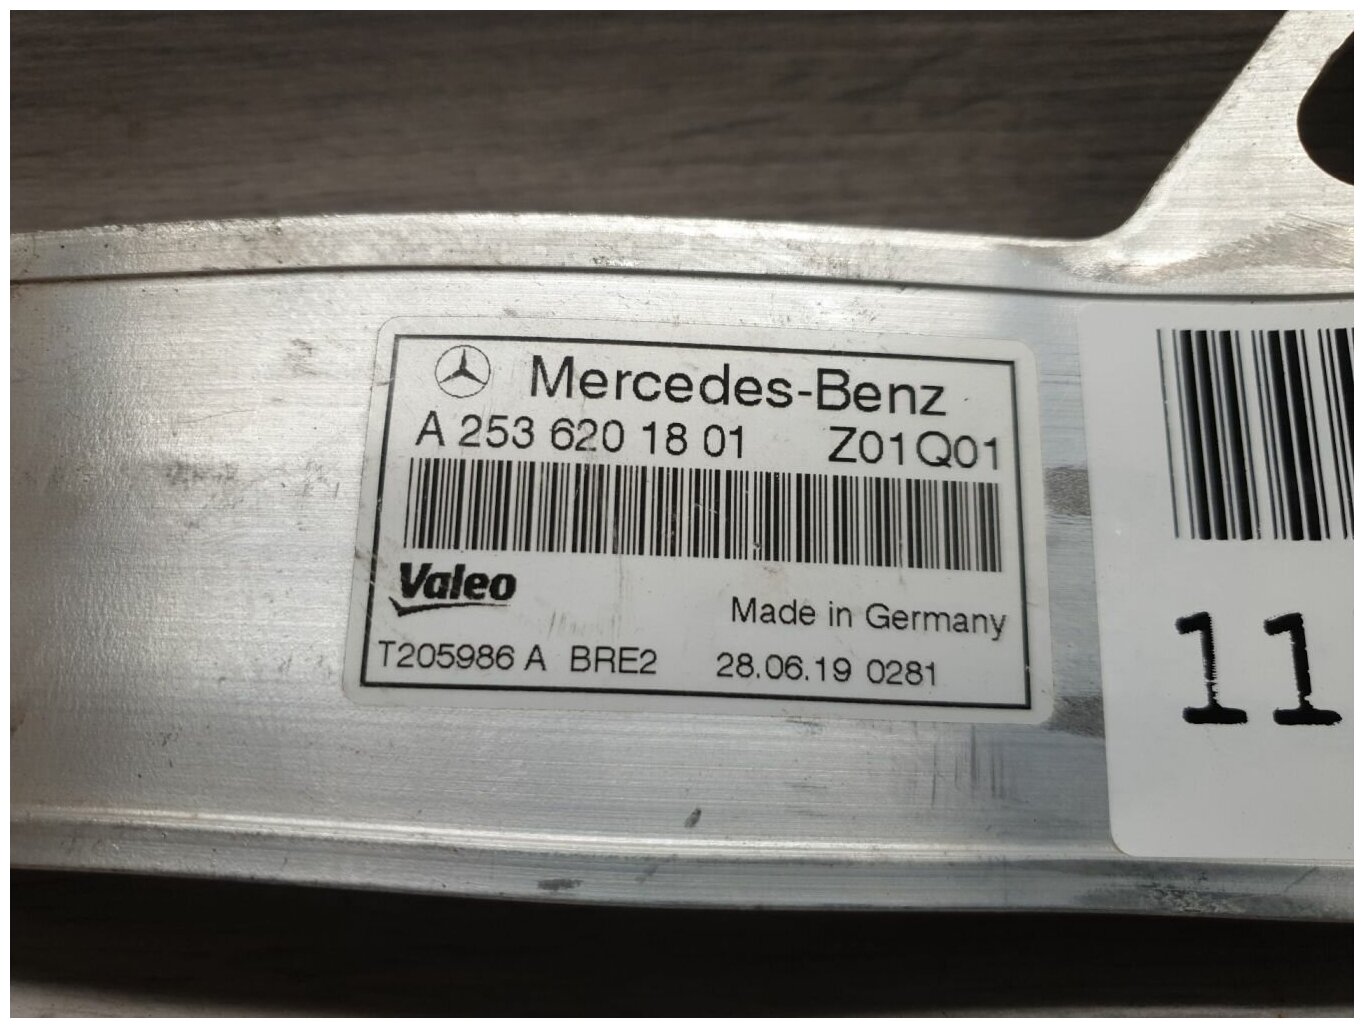 Mercedes-Benz
A 253 620 18 01 Z01Q01
Valeo
Made in Germany
T205986 A BRE2 28.06.19 0281
11